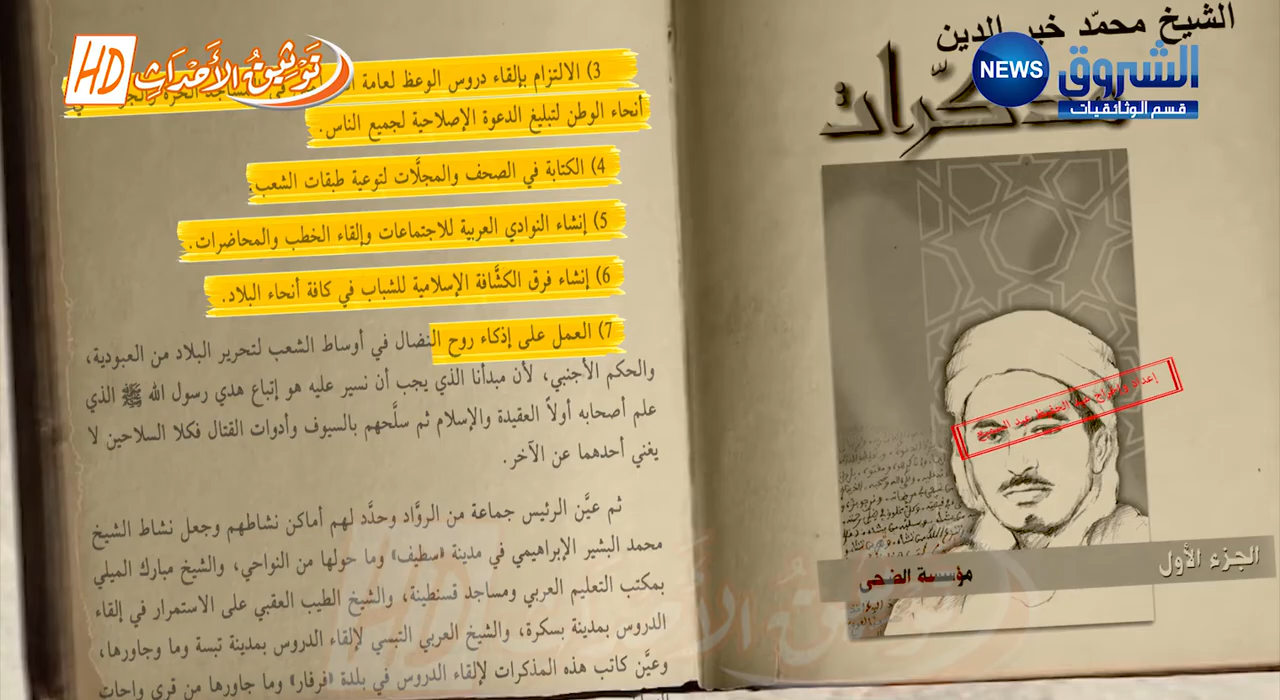 HD تَوْثِيقُ الأَحْدَاثِ
3) الالتزام بإلقاء دروس الوعظ لعامة
أنحاء الوطن لتبليغ الدعوة الإصلاحية لجميع الناس.
4) الكتابة في الصحف والمجلَّات لتوعية طبقات الشعب.
5) إنشاء النوادي العربية للاجتماعات وإلقاء الخطب والمحاضرات.
6) إنشاء فرق الكشَّافة الإسلامية للشباب في كافة أنحاء البلاد.
7) العمل على إذكاء روح النضال في أوساط الشعب لتحرير البلاد من العبودية،
والحكم الأجنبي، لأن مبدأنا الذي يجب أن نسير عليه هو إتباع هدي رسول الله ﷺ الذي
علم أصحابه أولاً العقيدة والإسلام ثم سلَّحهم بالسيوف وأدوات القتال فكلا السلاحين لا
يغني أحدهما عن الآخر.
ثم عيَّن الرئيس جماعة من الروَّاد وحدَّد لهم أماكن نشاطهم وجعل نشاط الشيخ
محمد البشير الإبراهيمي في مدينة «سطيف» وما حولها من النواحي، والشيخ مبارك الميلي
بمكتب التعليم العربي ومساجد قسنطينة، والشيخ الطيب العقبي على الاستمرار في إلقاء
الدروس بمدينة بسكرة، والشيخ العربي التبسي لإلقاء الدروس بمدينة تبسة وما وجاورها،
وعيَّن كاتب هذه المذكرات لإلقاء الدروس في بلدة «فرفار» وما جاورها من قرى واحات
الشيخ محمّد خير الدين
مذكّرات
NEWS الشروق
قسم الوثائقيات
الجزء الأول
مؤسسة الضحى
توثيق الأحداث HD